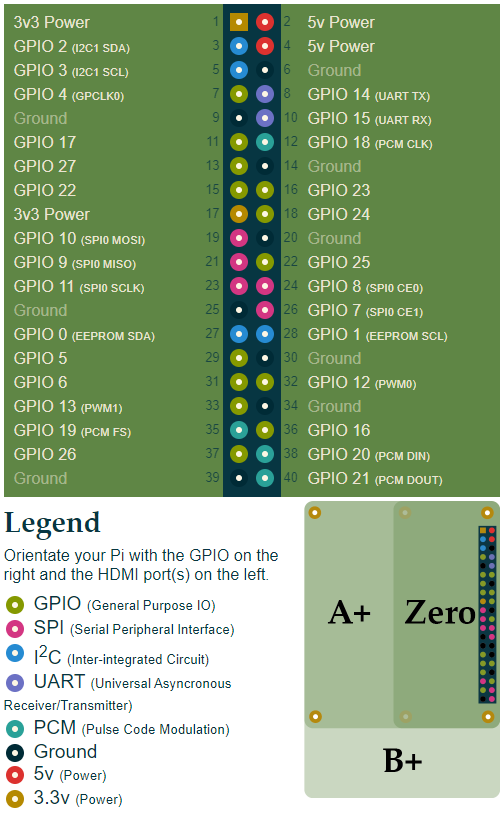 3v3 Power 1 2 5v Power
GPIO 2 (I2C1 SDA) 3 4 5v Power
GPIO 3 (I2C1 SCL) 5 6 Ground
GPIO 4 (GPCLK0) 7 8 GPIO 14 (UART TX)
Ground 9 10 GPIO 15 (UART RX)
GPIO 17 11 12 GPIO 18 (PCM CLK)
GPIO 27 13 14 Ground
GPIO 22 15 16 GPIO 23
3v3 Power 17 18 GPIO 24
GPIO 10 (SPI0 MOSI) 19 20 Ground
GPIO 9 (SPI0 MISO) 21 22 GPIO 25
GPIO 11 (SPI0 SCLK) 23 24 GPIO 8 (SPI0 CE0)
Ground 25 26 GPIO 7 (SPI0 CE1)
GPIO 0 (EEPROM SDA) 27 28 GPIO 1 (EEPROM SCL)
GPIO 5 29 30 Ground
GPIO 6 31 32 GPIO 12 (PWM0)
GPIO 13 (PWM1) 33 34 Ground
GPIO 19 (PCM FS) 35 36 GPIO 16
GPIO 26 37 38 GPIO 20 (PCM DIN)
Ground 39 40 GPIO 21 (PCM DOUT)
Legend
Orientate your Pi with the GPIO on the
right and the HDMI port(s) on the left.
GPIO (General Purpose IO)
SPI (Serial Peripheral Interface)
I²C (Inter-integrated Circuit)
UART (Universal Asyncronous
Receiver/Transmitter)
PCM (Pulse Code Modulation)
Ground
5v (Power)
3.3v (Power)
A+ Zero
B+